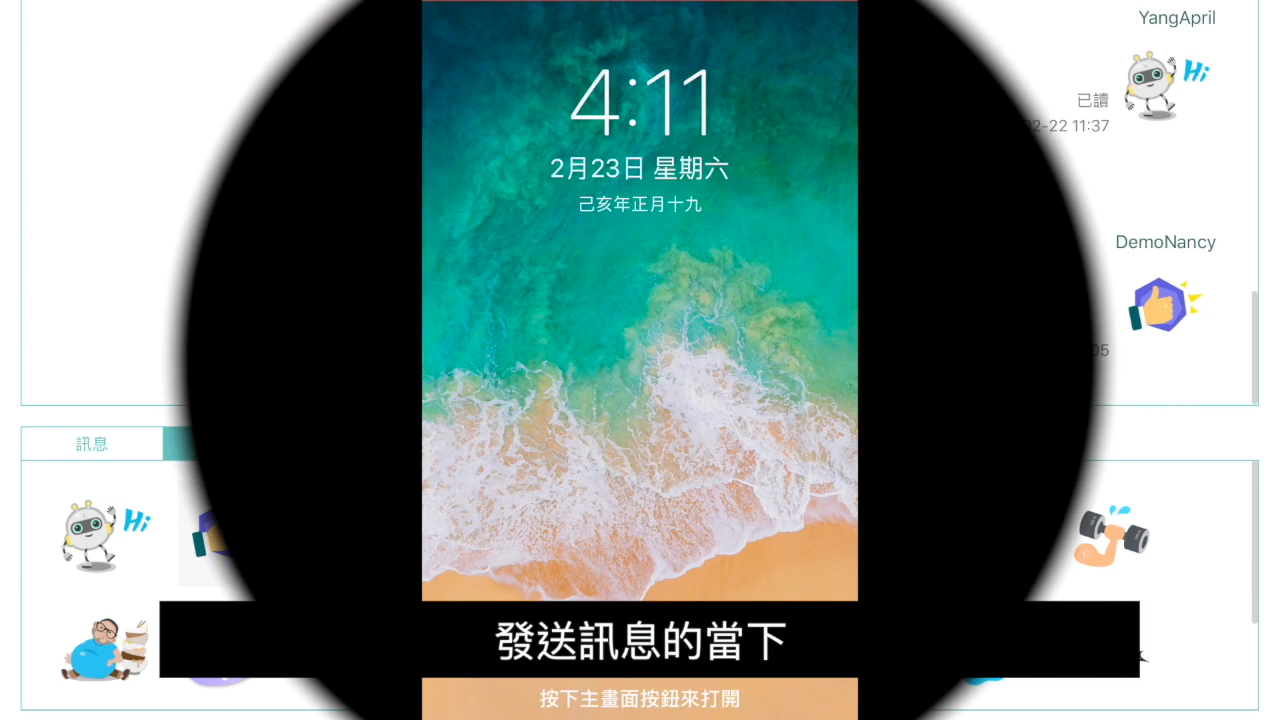 YangApril
Hi
已讀
02-22 11:37
DemoNancy
05
4:11
2月23日 星期六
己亥年正月十九
訊息
Hi
發送訊息的當下
按下主畫面按鈕來打開